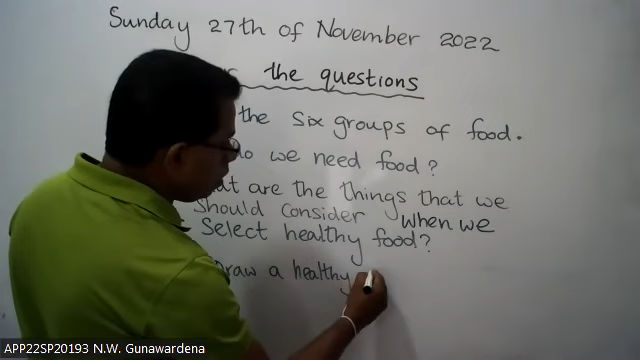 Sunday 27th of November 2022
the questions
the six groups of food.
do we need food?
at are the things that we
should consider when we
Select healthy food?
Draw a healthy
APP22SP20193 N.W. Gunawardena